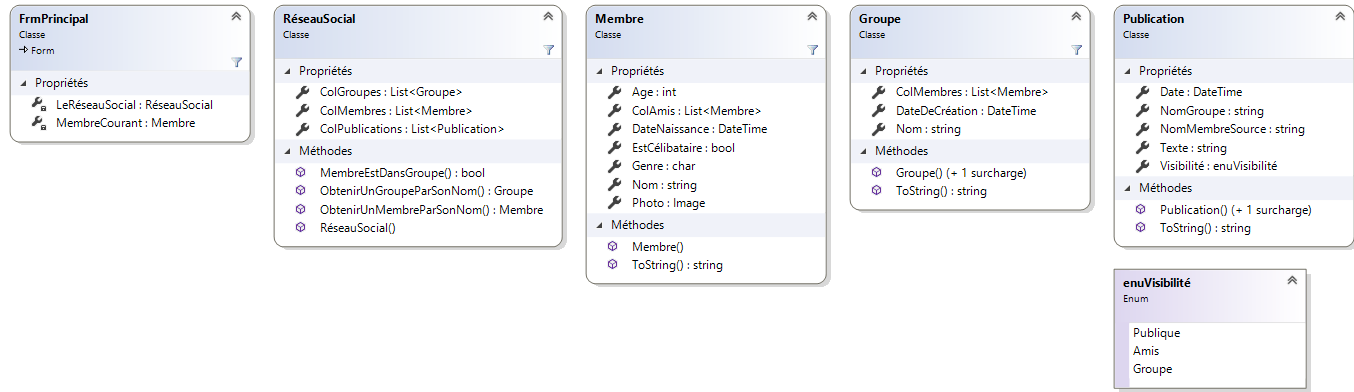 FrmPrincipal
Classe
Form
Propriétés
LeRéseauSocial : RéseauSocial
MembreCourant : Membre
RéseauSocial
Classe
Propriétés
ColGroupes : List<Groupe>
ColMembres : List<Membre>
ColPublications : List<Publication>
Méthodes
MembreEstDansGroupe() : bool
ObtenirUnGroupeParSonNom() : Groupe
ObtenirUnMembreParSonNom() : Membre
RéseauSocial()
Membre
Classe
Propriétés
Age : int
ColAmis : List<Membre>
DateNaissance : DateTime
EstCélibataire : bool
Genre : char
Nom : string
Photo : Image
Méthodes
Membre()
ToString() : string
Groupe
Classe
Propriétés
ColMembres : List<Membre>
DateDeCréation : DateTime
Nom : string
Méthodes
Groupe() (+ 1 surcharge)
ToString() : string
Publication
Classe
Propriétés
Date : DateTime
NomGroupe : string
NomMembreSource : string
Texte : string
Visibilité : enuVisibilité
Méthodes
Publication() (+ 1 surcharge)
ToString() : string
enuVisibilité
Enum
Publique
Amis
Groupe